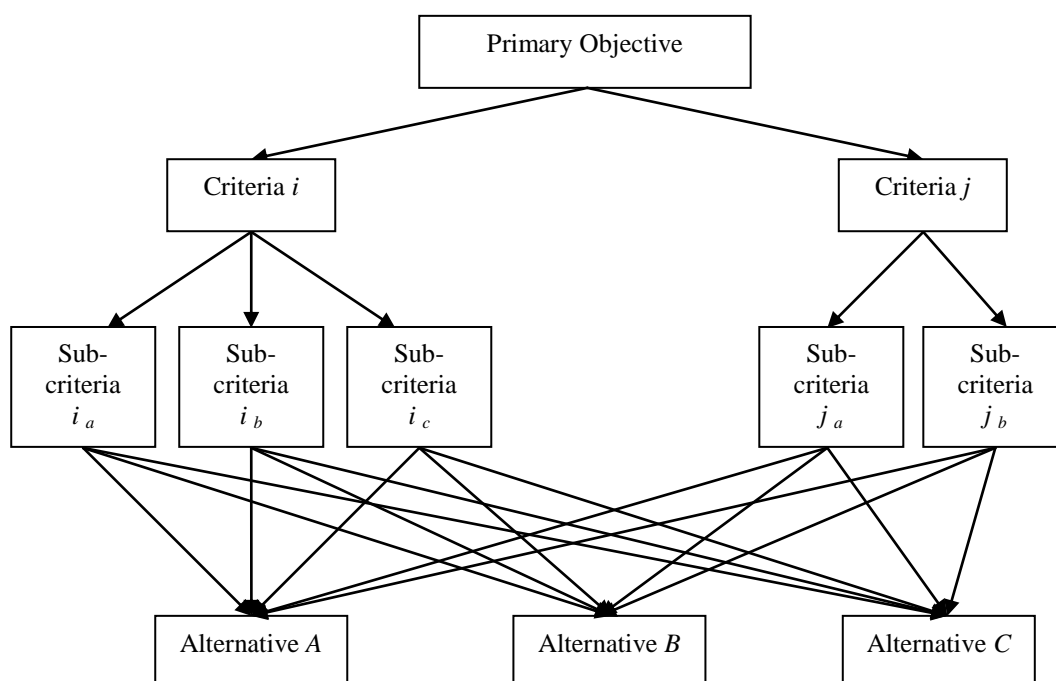 Primary Objective
Criteria i
Criteria j
Sub-
criteria
i a
Sub-
criteria
i b
Sub-
criteria
i c
Sub-
criteria
j a
Sub-
criteria
j b
Alternative A
Alternative B
Alternative C